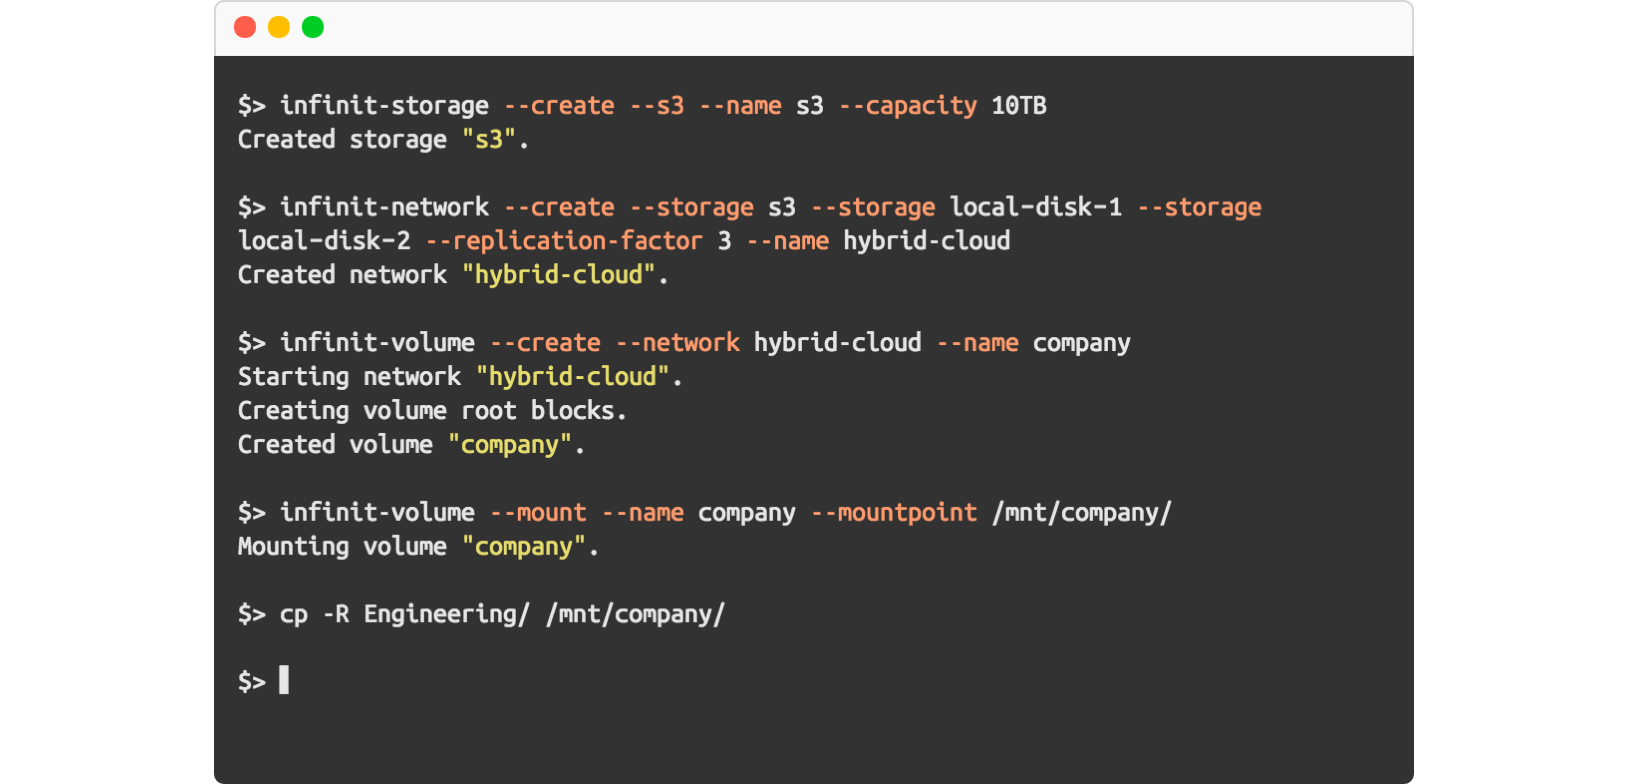 $> infinit-storage --create --s3 --name s3 --capacity 10TB
Created storage "s3".
$> infinit-network --create --storage s3 --storage local-disk-1 --storage
local-disk-2 --replication-factor 3 --name hybrid-cloud
Created network "hybrid-cloud".
$> infinit-volume --create --network hybrid-cloud --name company
Starting network "hybrid-cloud".
Creating volume root blocks.
Created volume "company".
$> infinit-volume --mount --name company --mountpoint /mnt/company/
Mounting volume "company".
$> cp -R Engineering/ /mnt/company/
$>